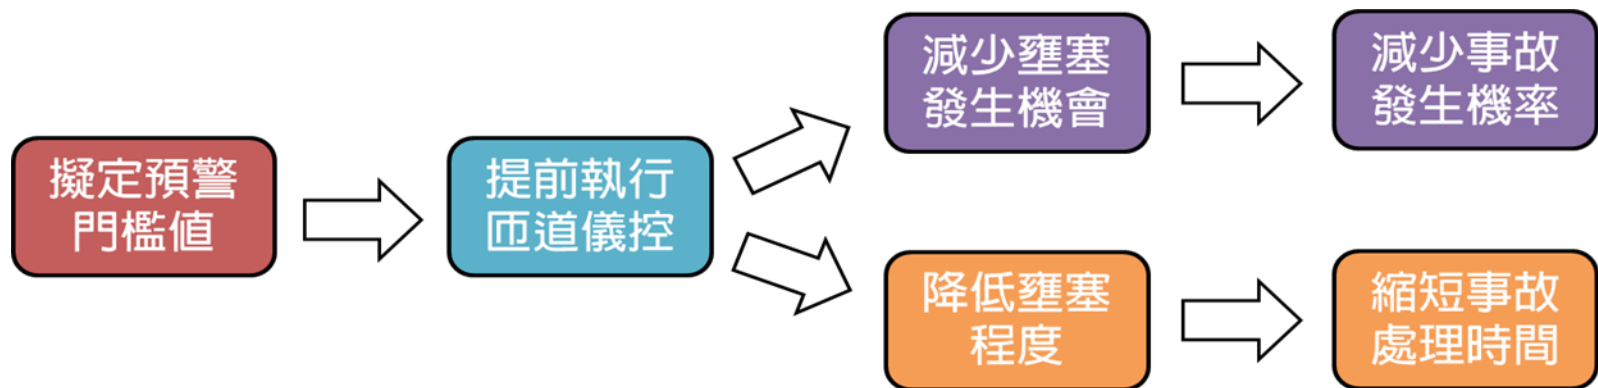 擬定預警
門檻值
提前執行
匝道儀控
減少壅塞
發生機會
減少事故
發生機率
降低壅塞
程度
縮短事故
處理時間